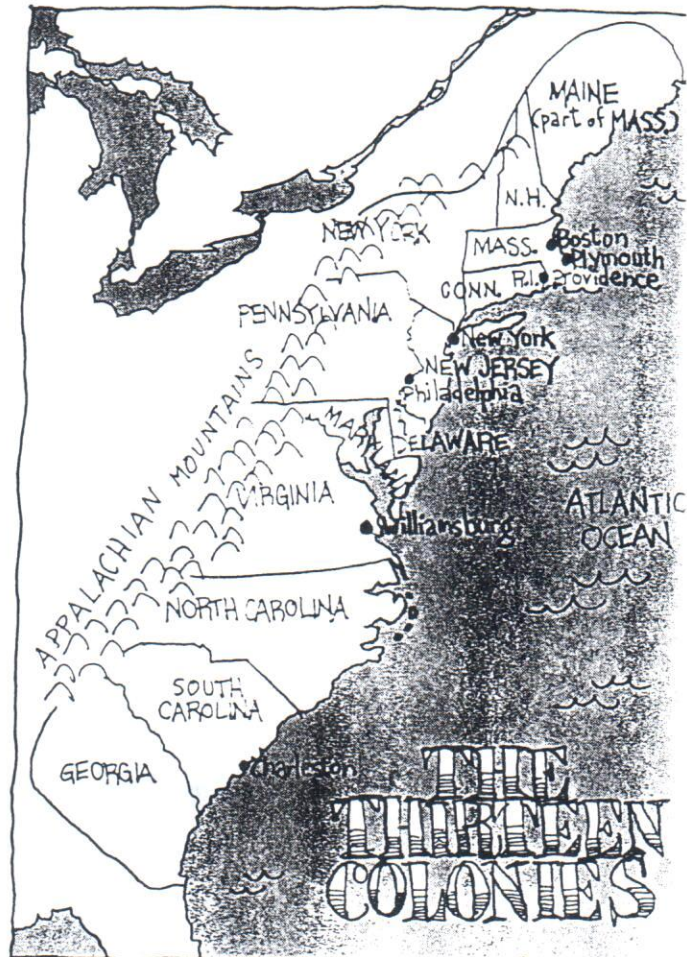 MAINE
(part of MASS.)
N.H.
NEW YORK
MASS.
Boston
Plymouth
CONN.
R.I.
Providence
PENNSYLVANIA
New York
NEW JERSEY
Philadelphia
APPALACHIAN MOUNTAINS
DELAWARE
VIRGINIA
Williamsburg
ATLANTIC
OCEAN
NORTH CAROLINA
SOUTH
CAROLINA
GEORGIA
Charleston
THE
THIRTEEN
COLONIES